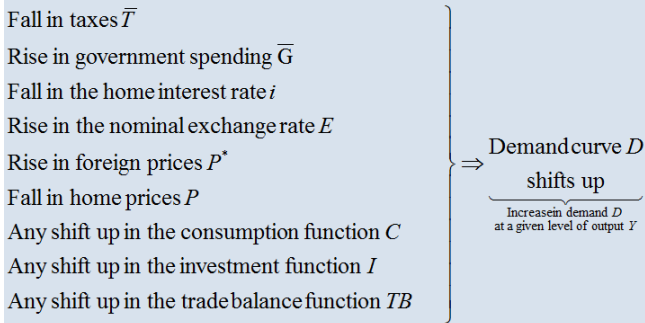 Fall in taxes T̅
Rise in government spending G̅
Fall in the home interest rate i
Rise in the nominal exchange rate E
Rise in foreign prices P*
Fall in home prices P
Any shift up in the consumption function C
Any shift up in the investment function I
Any shift up in the trade balance function TB
⇒
Demand curve D
shifts up
Increasein demand D
at a given level of output Y